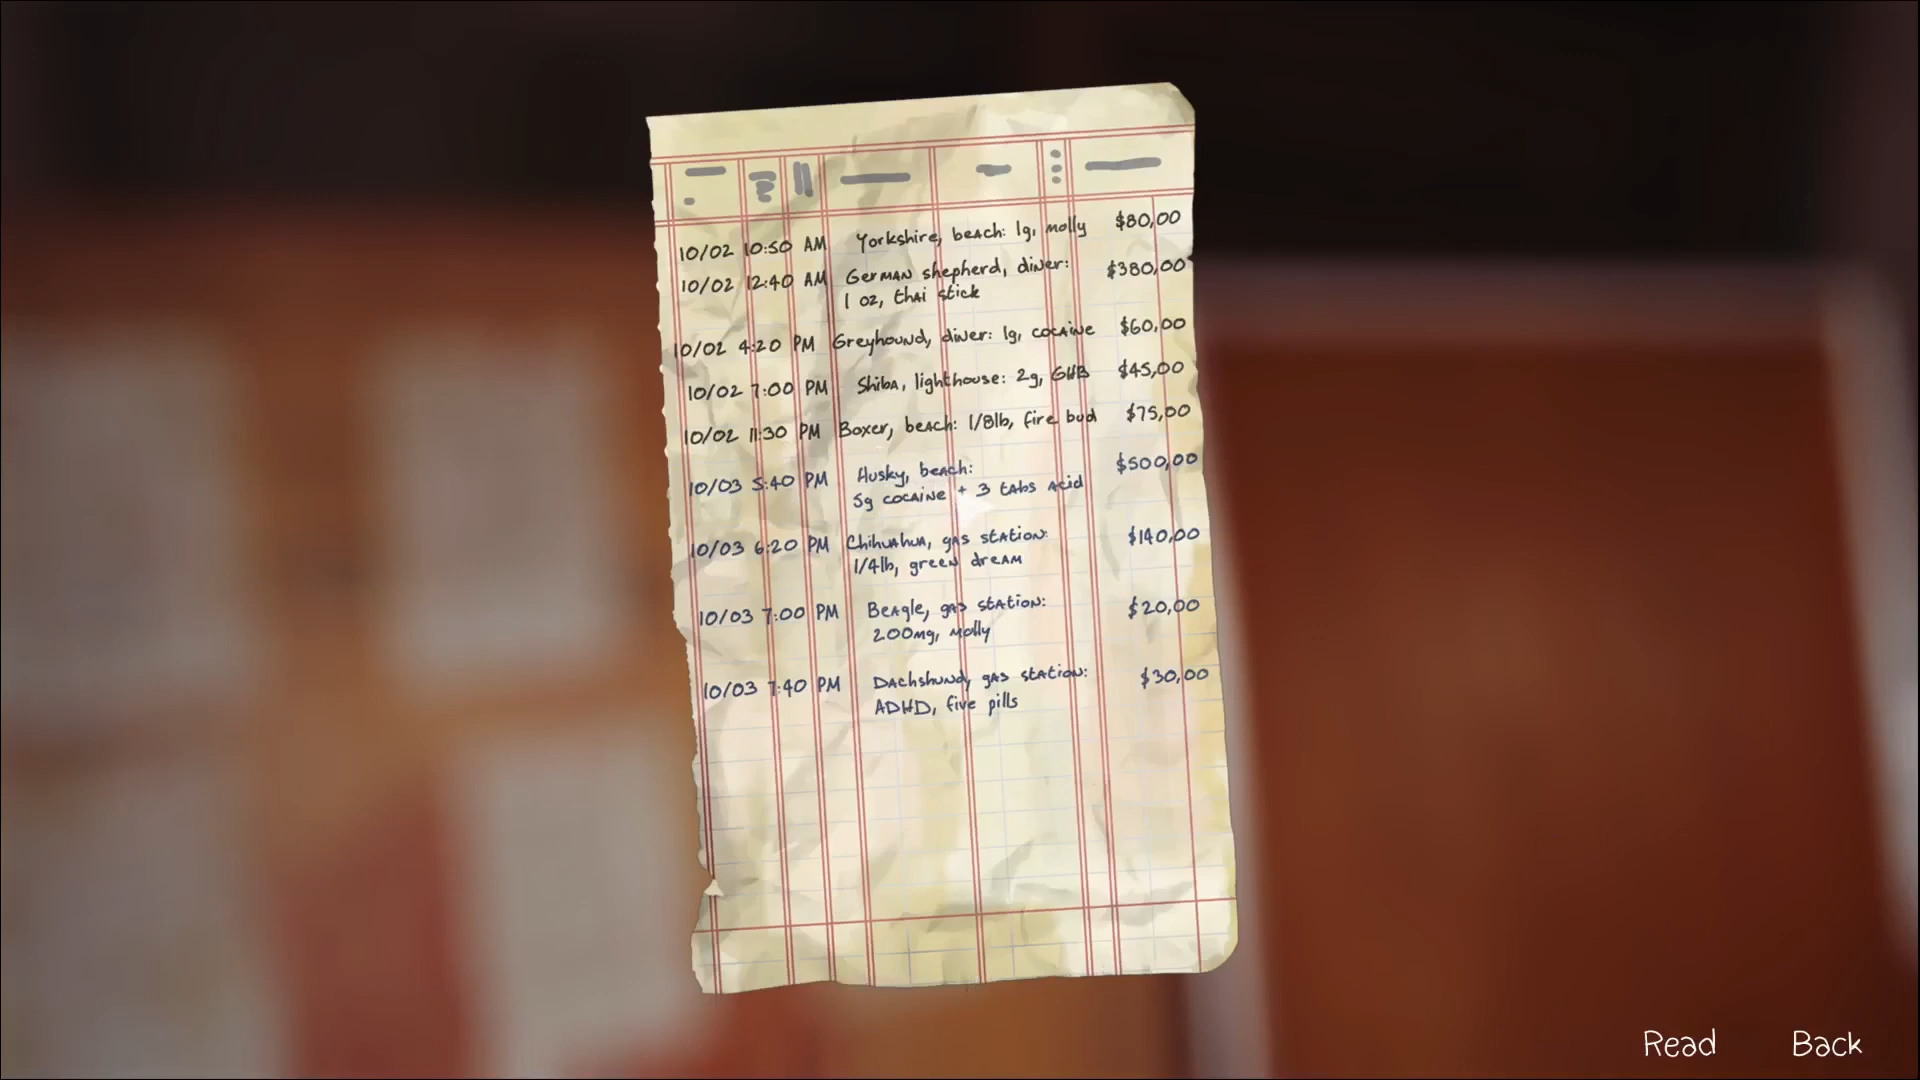 10/02 10:50 AM Yorkshire, beach: 1g, molly $80,00
10/02 12:40 AM German shepherd, diner: $380,00
1 oz, thai stick
10/02 4:20 PM Greyhound, diner: 1g, cocaine $60,00
10/02 7:00 PM Shiba, lighthouse: 2g, GHB $45,00
10/02 11:30 PM Boxer, beach: 1/8lb, fire bud $75,00
10/03 5:40 PM Husky, beach: $500,00
5g cocaine + 3 tabs acid
10/03 6:20 PM Chihuahua, gas station: $140,00
1/4lb, green dream
10/03 7:00 PM Beagle, gas station: $20,00
200mg, molly
10/03 7:40 PM Dachshund, gas station: $30,00
ADHD, five pills
Read Back